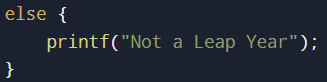 else {
    printf("Not a Leap Year");
}